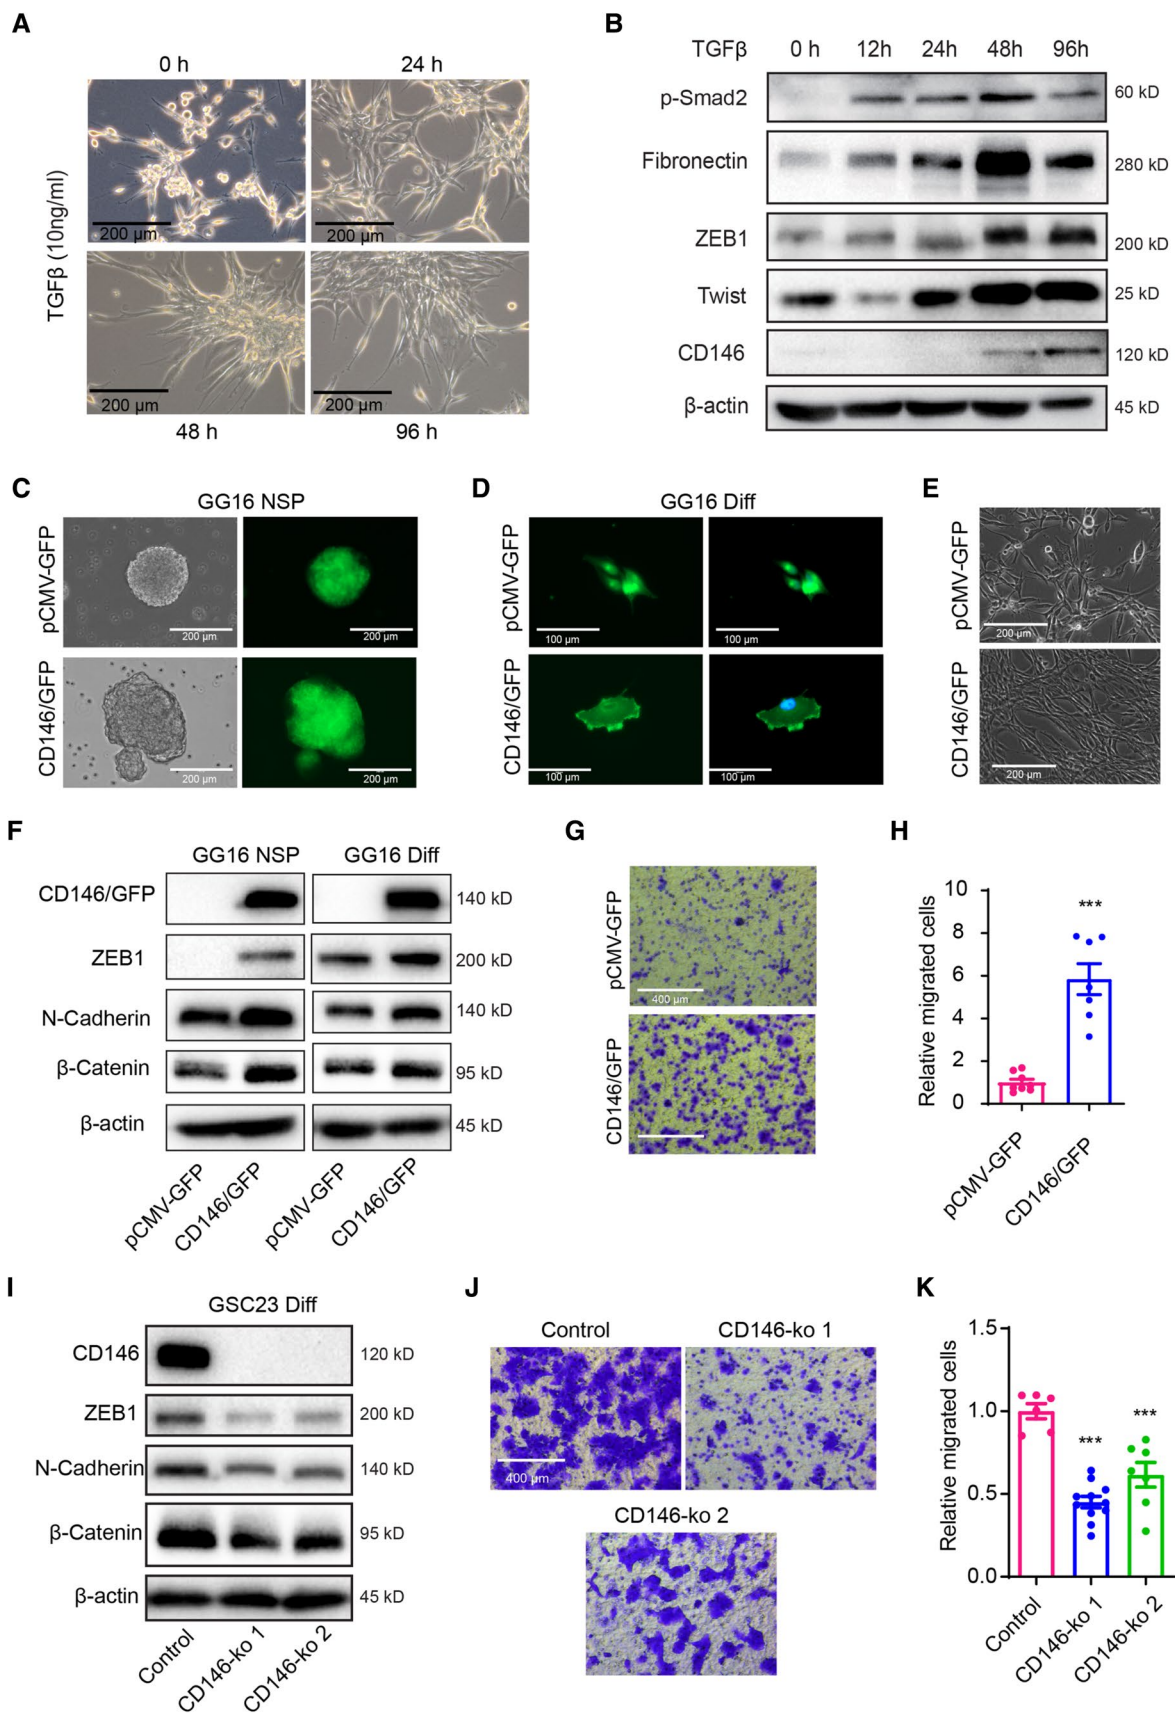 A
0 h
24 h
TGFβ (10ng/ml)
200 µm
200 µm
200 µm
200 µm
48 h
96 h
B
TGFβ 0 h 12h 24h 48h 96h
p-Smad2 60 kD
Fibronectin 280 kD
ZEB1 200 kD
Twist 25 kD
CD146 120 kD
β-actin 45 kD
C
GG16 NSP
pCMV-GFP
200 µm
200 µm
CD146/GFP
200 µm
200 µm
D
GG16 Diff
pCMV-GFP
100 µm
100 µm
CD146/GFP
100 µm
100 µm
E
pCMV-GFP
200 µm
CD146/GFP
200 µm
F
GG16 NSP GG16 Diff
CD146/GFP 140 kD
ZEB1 200 kD
N-Cadherin 140 kD
β-Catenin 95 kD
β-actin 45 kD
pCMV-GFP
CD146/GFP
pCMV-GFP
CD146/GFP
G
pCMV-GFP
400 µm
CD146/GFP
H
Relative migrated cells
10
8
6
4
2
0
***
pCMV-GFP
CD146/GFP
I
GSC23 Diff
CD146 120 kD
ZEB1 200 kD
N-Cadherin 140 kD
β-Catenin 95 kD
β-actin 45 kD
Control
CD146-ko 1
CD146-ko 2
J
Control
CD146-ko 1
400 µm
CD146-ko 2
K
Relative migrated cells
1.5
1.0
0.5
0.0
***
***
Control
CD146-ko 1
CD146-ko 2